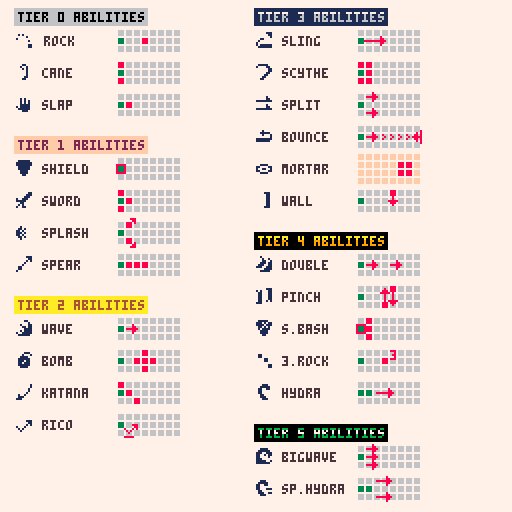 TIER 0 ABILITIES
ROCK
CANE
SLAP
TIER 1 ABILITIES
SHIELD
SWORD
SPLASH
SPEAR
TIER 2 ABILITIES
WAVE
BOMB
KATANA
RICO
TIER 3 ABILITIES
SLING
SCYTHE
SPLIT
BOUNCE
MORTAR
WALL
TIER 4 ABILITIES
DOUBLE
PINCH
S.BASH
3.ROCK 3
HYDRA
TIER 5 ABILITIES
BIGWAVE
SP.HYDRA